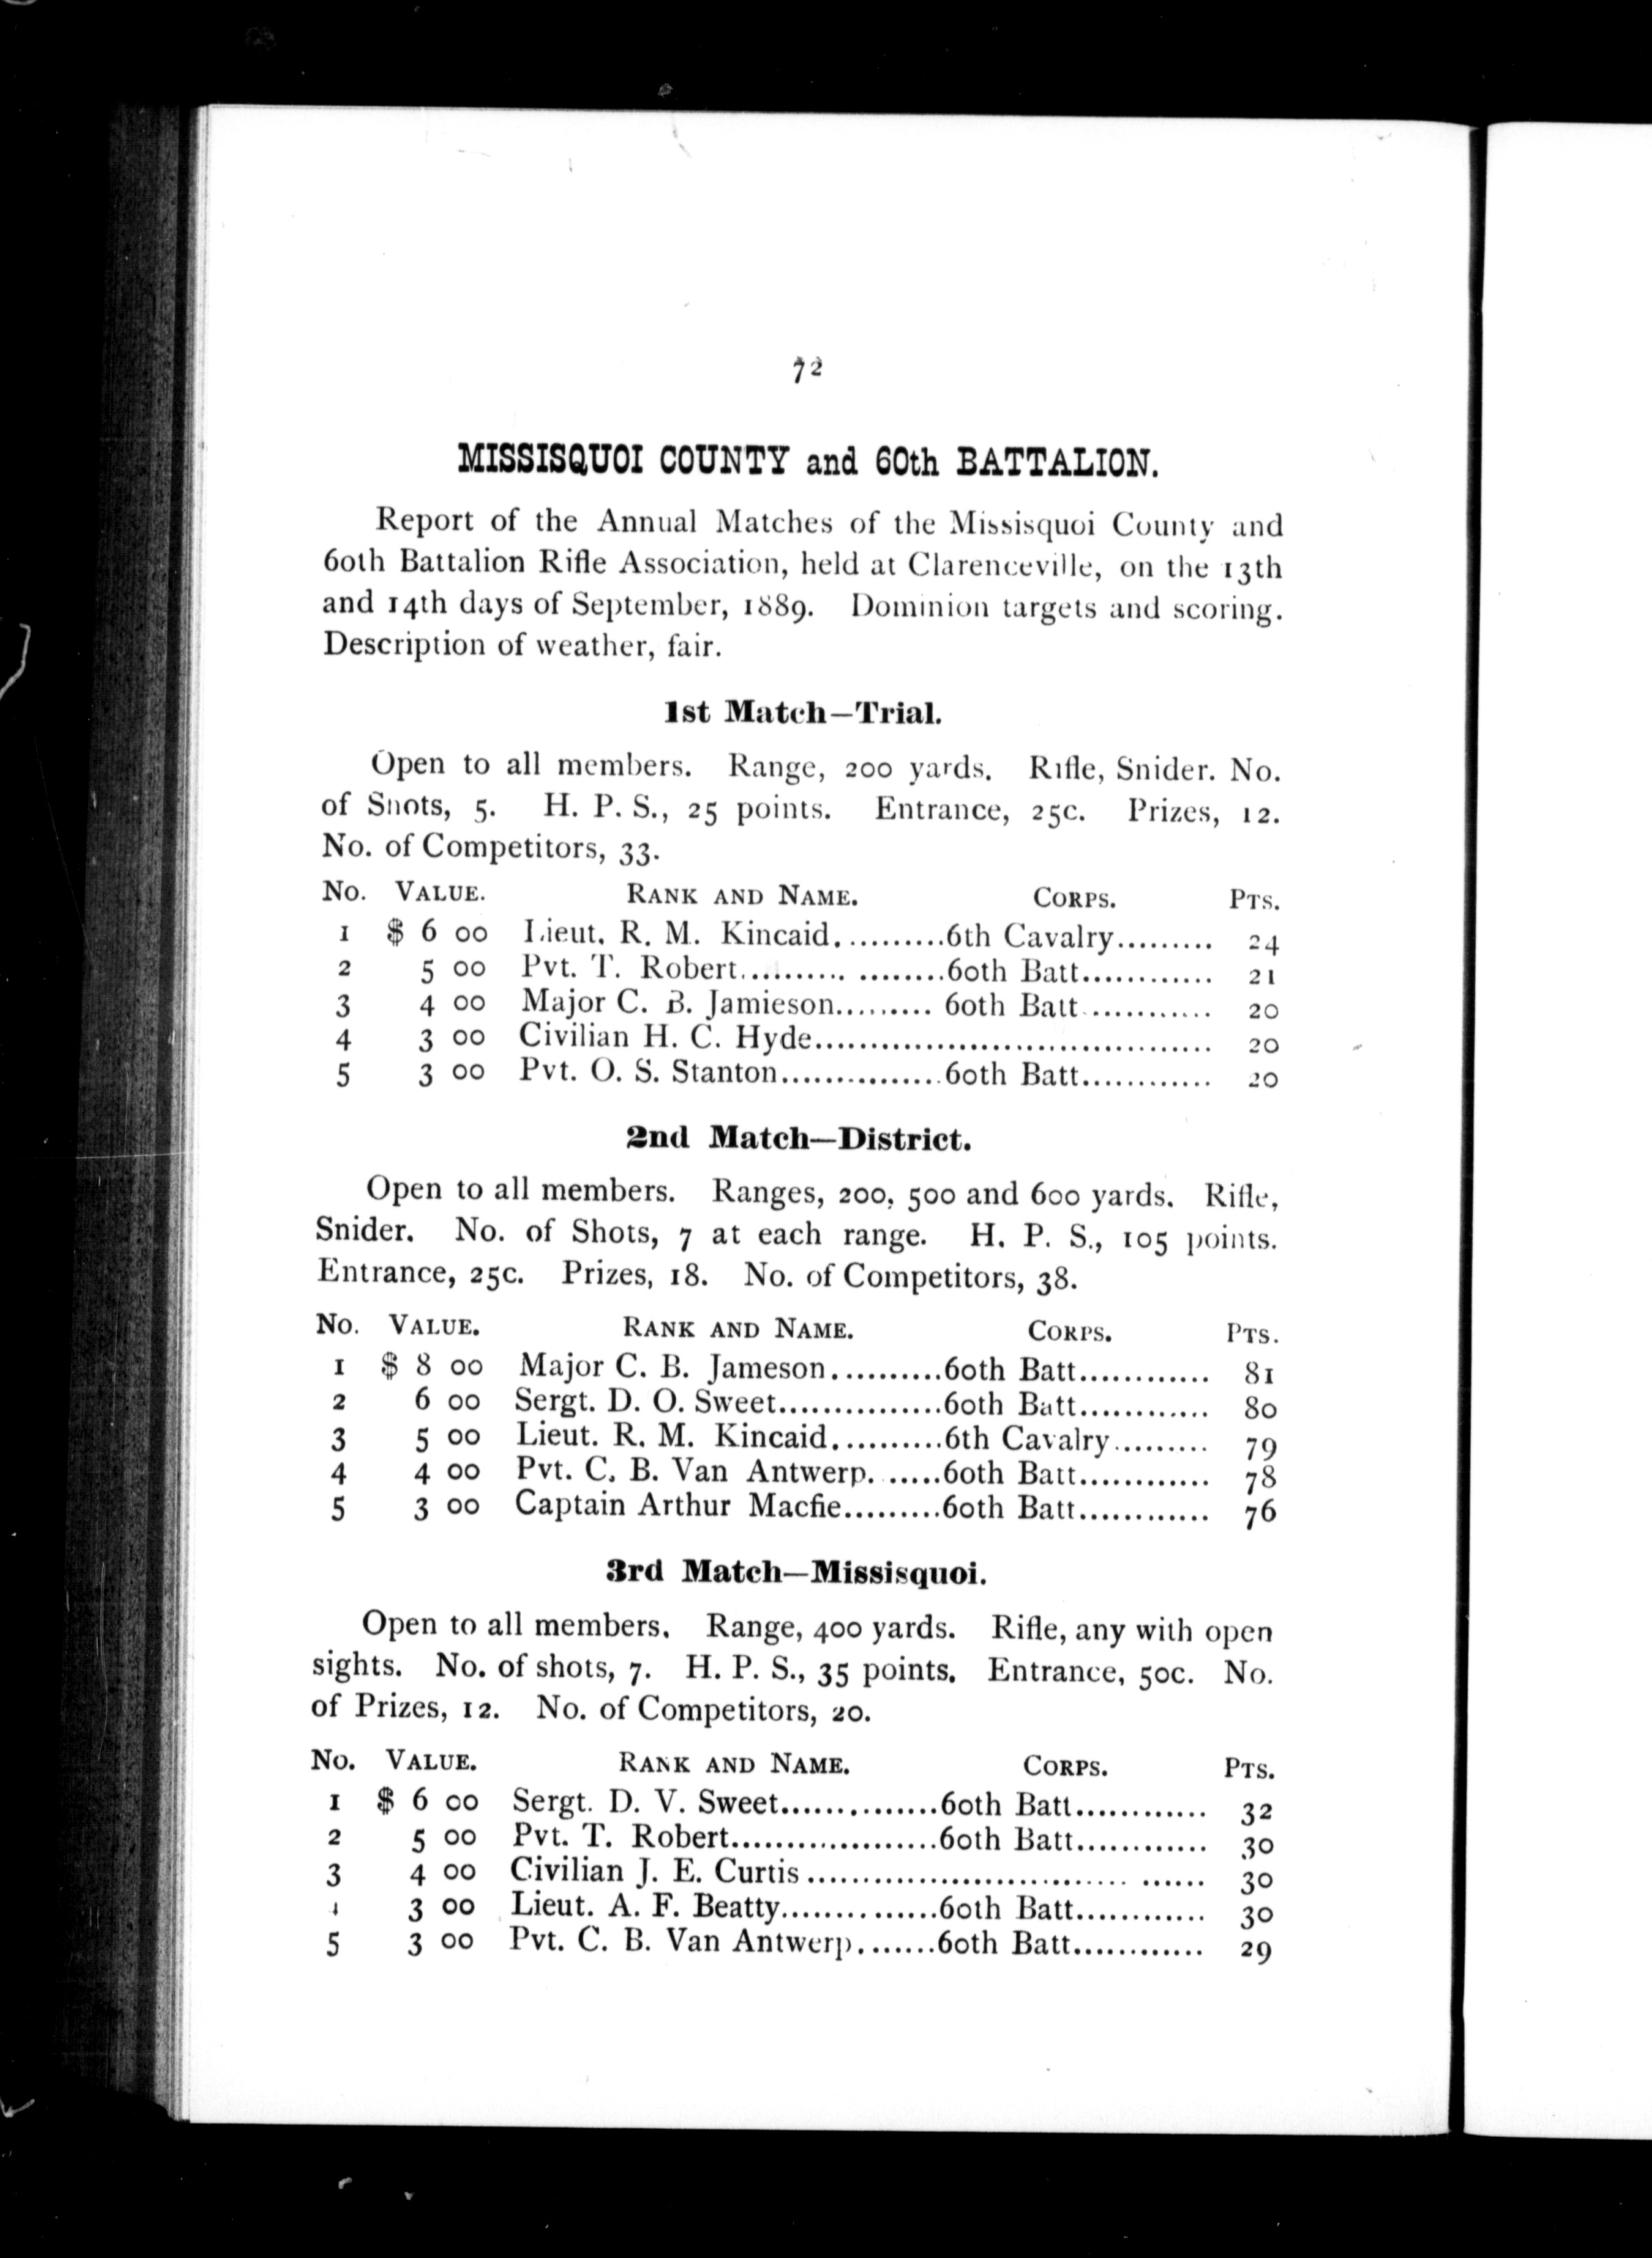 72
MISSISQUOI COUNTY and 60th BATTALION.
Report of the Annual Matches of the Missisquoi County and
60th Battalion Rifle Association, held at Clarenceville, on the 13th
and 14th days of September, 1889. Dominion targets and scoring.
Description of weather, fair.
1st Match—Trial.
Open to all members. Range, 200 yards. Rifle, Snider. No.
of Shots, 5. H. P. S., 25 points. Entrance, 25c. Prizes, 12.
No. of Competitors, 33.
No. VALUE. RANK AND NAME. CORPS. PTS.
1 $ 6 00 Lieut. R. M. Kincaid...........6th Cavalry......... 24
2 5 00 Pvt. T. Robert.......... ........60th Batt............ 21
3 4 00 Major C. B. Jamieson......... 60th Batt............ 20
4 3 00 Civilian H. C. Hyde.................................... 20
5 3 00 Pvt. O. S. Stanton...............60th Batt............ 20
2nd Match—District.
Open to all members. Ranges, 200, 500 and 600 yards. Rifle,
Snider. No. of Shots, 7 at each range. H. P. S., 105 points.
Entrance, 25c. Prizes, 18. No. of Competitors, 38.
No. VALUE. RANK AND NAME. CORPS. PTS.
1 $ 8 00 Major C. B. Jameson...........60th Batt............ 81
2 6 00 Sergt. D. O. Sweet...............60th Batt............ 80
3 5 00 Lieut. R. M. Kincaid...........6th Cavalry......... 79
4 4 00 Pvt. C. B. Van Antwerp. ......60th Batt............ 78
5 3 00 Captain Arthur Macfie.........60th Batt............ 76
3rd Match—Missisquoi.
Open to all members. Range, 400 yards. Rifle, any with open
sights. No. of shots, 7. H. P. S., 35 points. Entrance, 50c. No.
of Prizes, 12. No. of Competitors, 20.
No. VALUE. RANK AND NAME. CORPS. PTS.
1 $ 6 00 Sergt. D. V. Sweet...............60th Batt............ 32
2 5 00 Pvt. T. Robert...................60th Batt............ 30
3 4 00 Civilian J. E. Curtis ............................. ...... 30
4 3 00 Lieut. A. F. Beatty...............60th Batt............ 30
5 3 00 Pvt. C. B. Van Antwerp........60th Batt............ 29